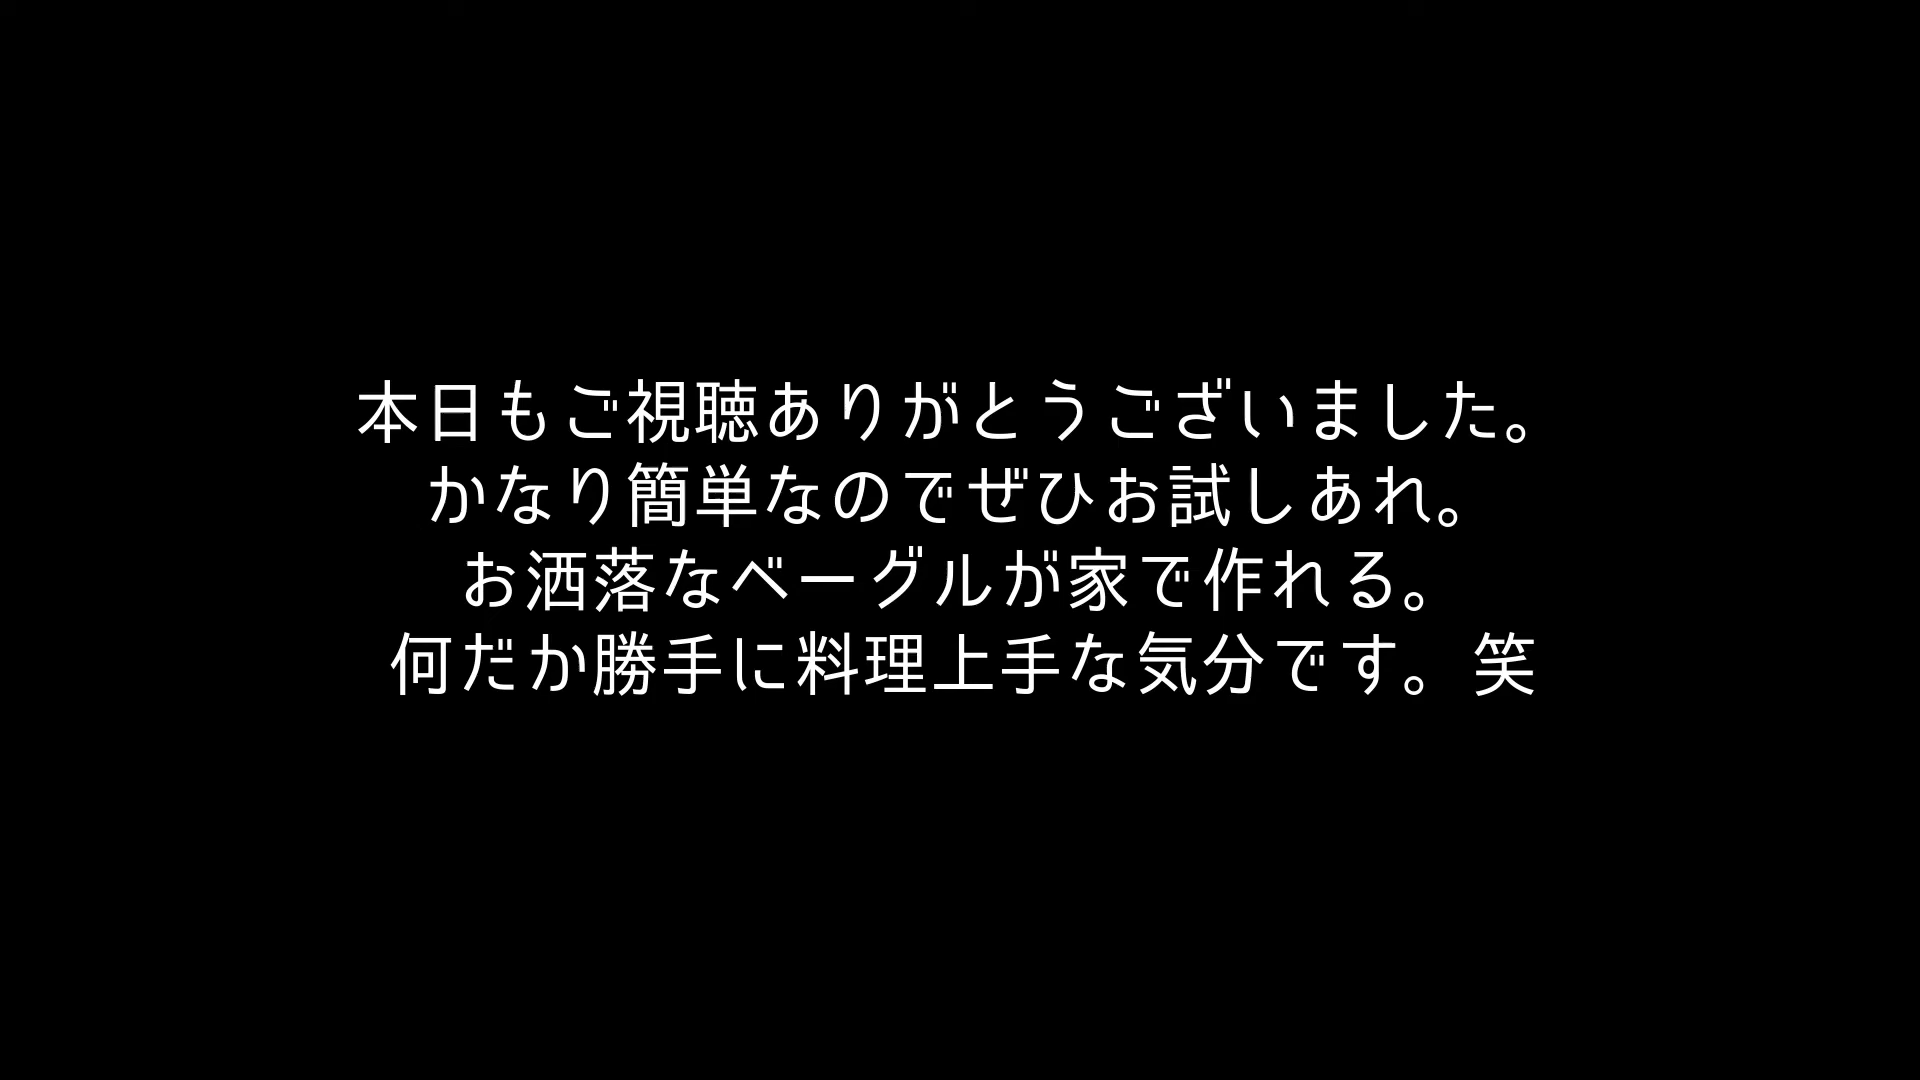 本日もご視聴ありがとうございました。
かなり簡単なのでぜひお試しあれ。
お洒落なベーグルが家で作れる。
何だか勝手に料理上手な気分です。笑